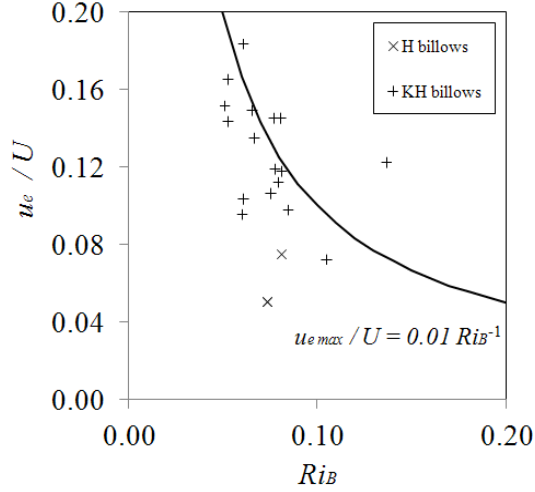 0.20
0.16
0.12
0.08
0.04
0.00
ue / U
× H billows
+ KH billows
ue max / U = 0.01 RiB-1
0.00 0.10 0.20
RiB